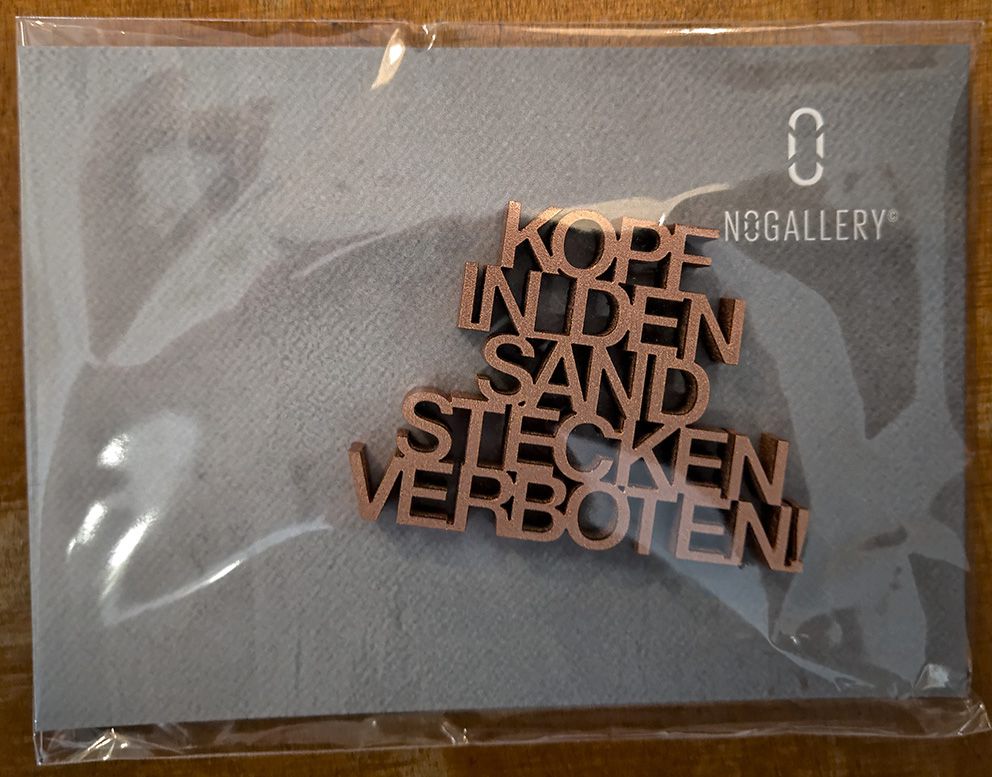 NOGALLERY©
KOPF
IN DEN
SAND
STECKEN
VERBOTEN!